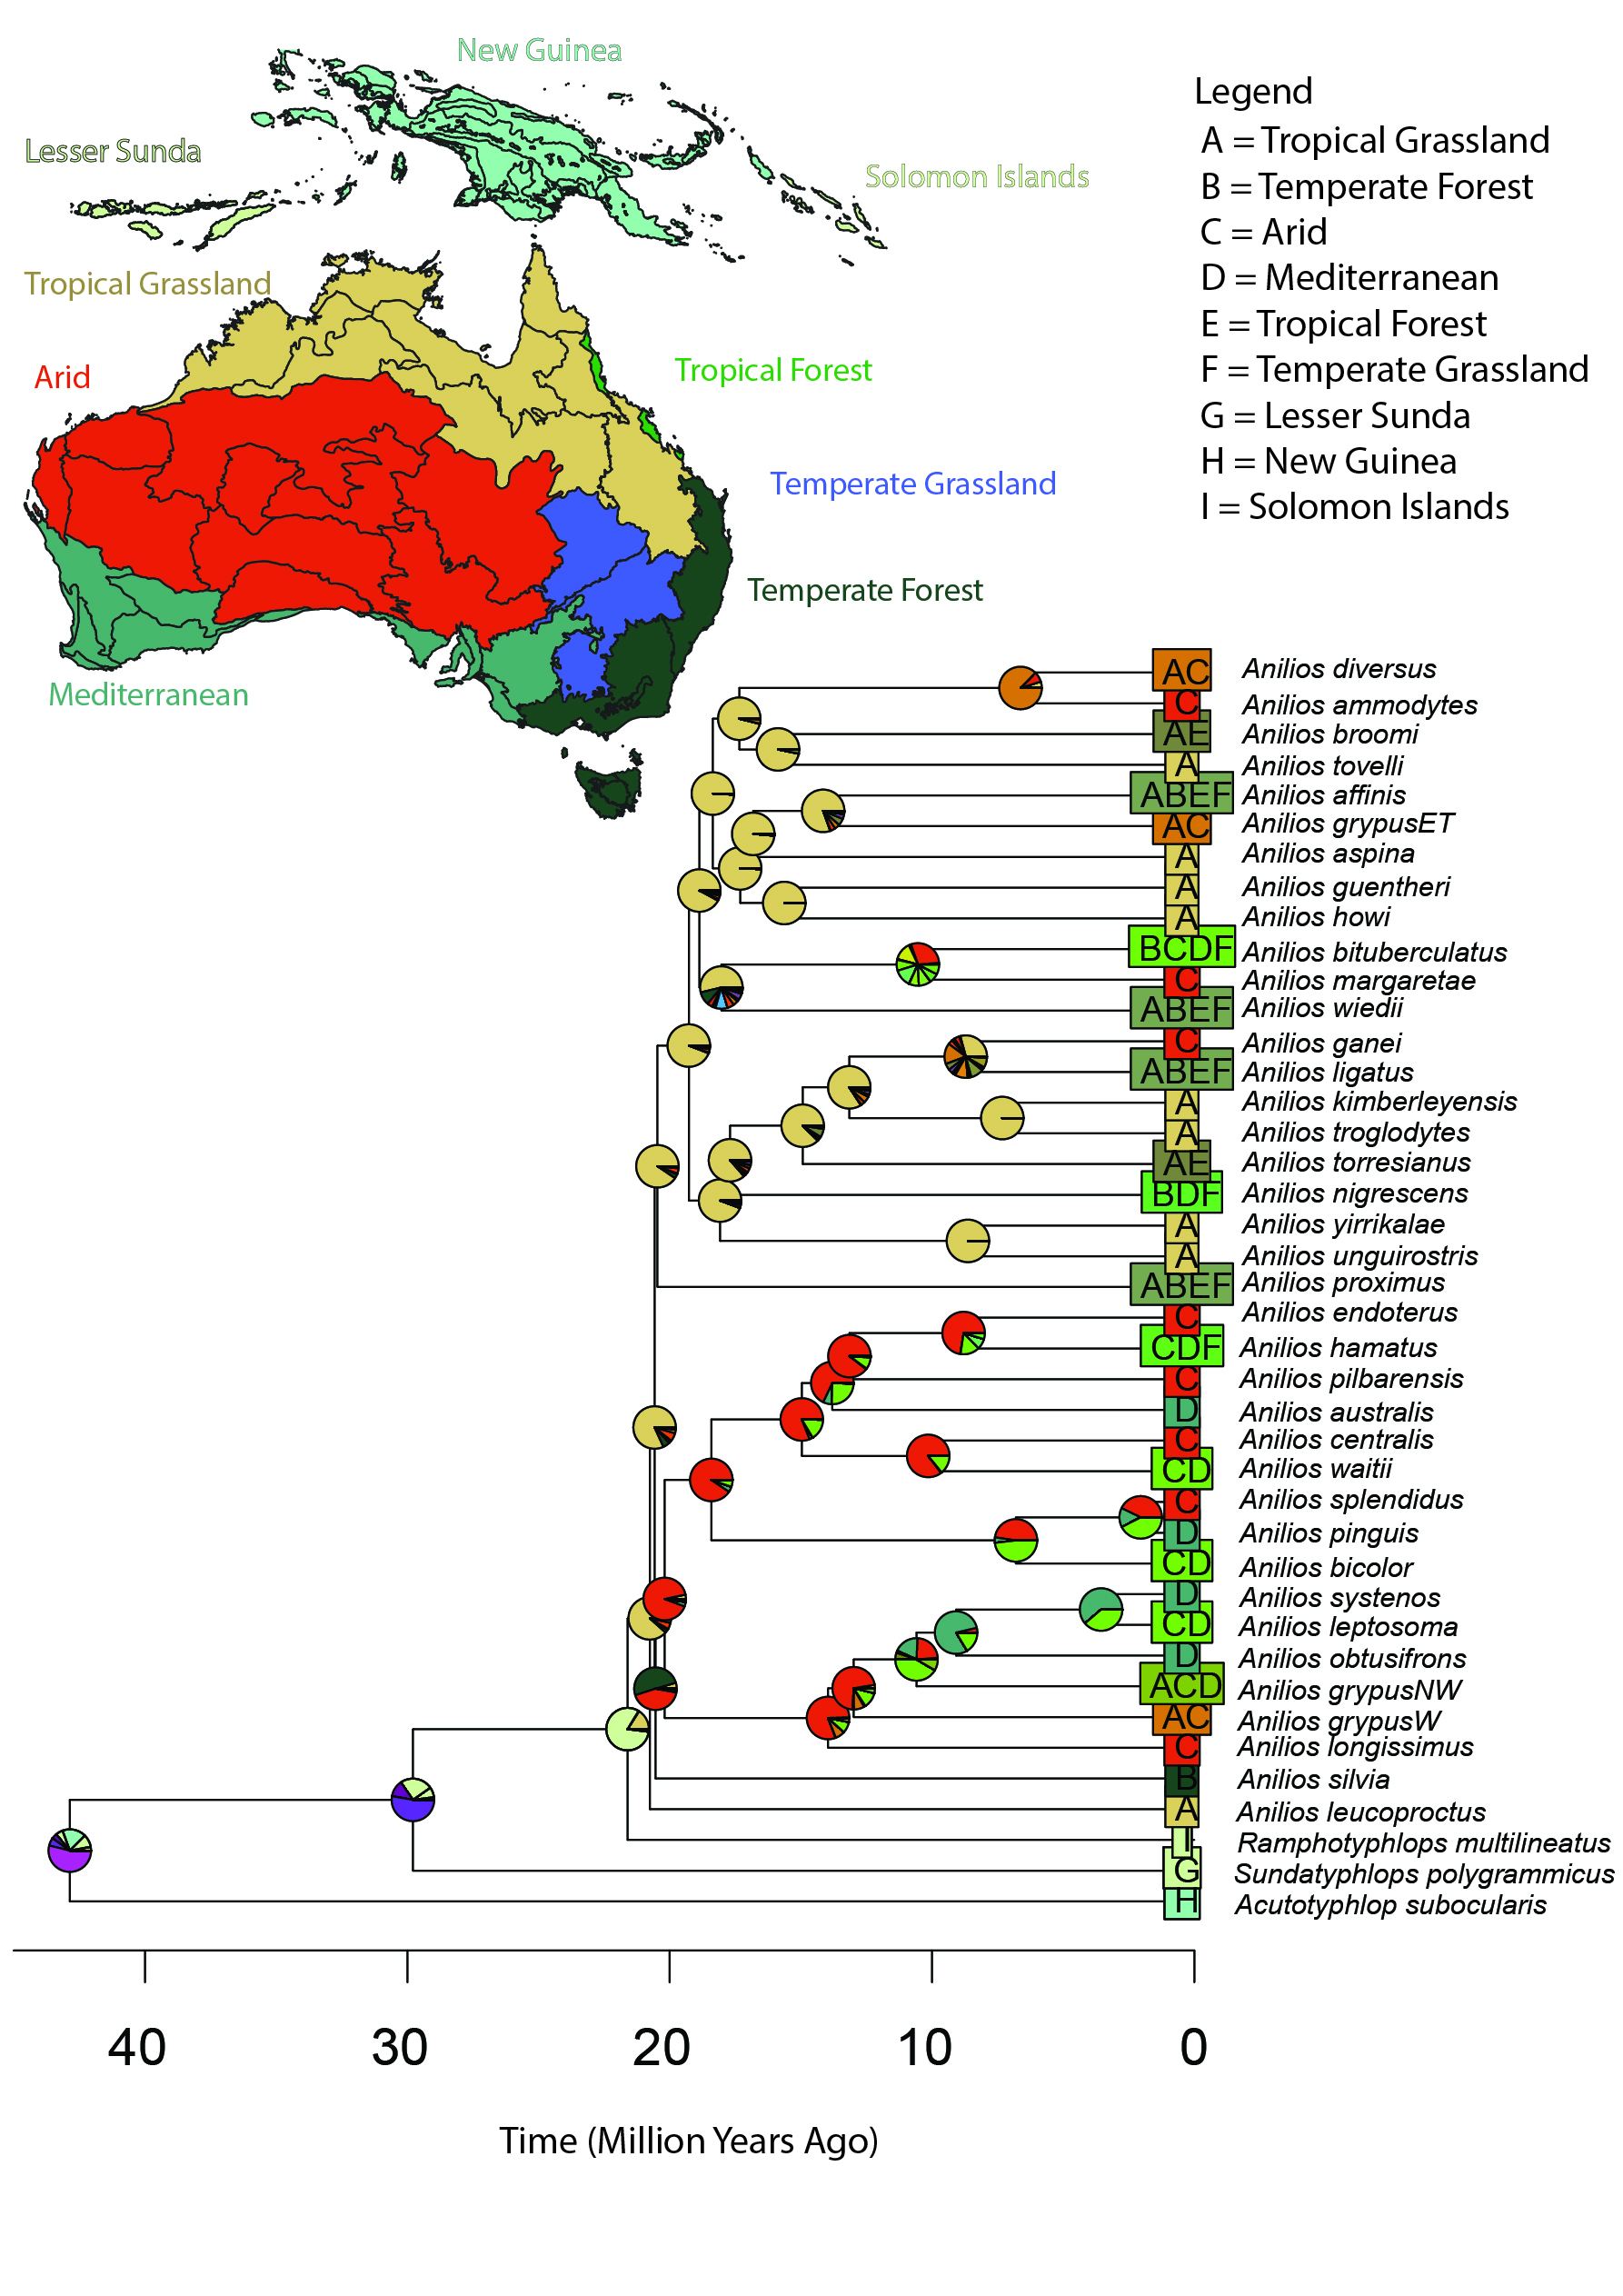 New Guinea
Lesser Sunda
Solomon Islands
Tropical Grassland
Arid
Tropical Forest
Temperate Grassland
Temperate Forest
Mediterranean
Legend
A = Tropical Grassland
B = Temperate Forest
C = Arid
D = Mediterranean
E = Tropical Forest
F = Temperate Grassland
G = Lesser Sunda
H = New Guinea
I = Solomon Islands
AC Anilios diversus
C Anilios ammodytes
AE Anilios broomi
A Anilios tovelli
ABEF Anilios affinis
AC Anilios grypusET
A Anilios aspina
A Anilios guentheri
A Anilios howi
BCDF Anilios bituberculatus
C Anilios margaretae
ABEF Anilios wiedii
C Anilios ganei
ABEF Anilios ligatus
A Anilios kimberleyensis
A Anilios troglodytes
AE Anilios torresianus
BDF Anilios nigrescens
A Anilios yirrikalae
A Anilios unguirostris
ABEF Anilios proximus
C Anilios endoterus
CDF Anilios hamatus
C Anilios pilbarensis
D Anilios australis
C Anilios centralis
CD Anilios waitii
C Anilios splendidus
D Anilios pinguis
CD Anilios bicolor
D Anilios systenos
CD Anilios leptosoma
D Anilios obtusifrons
ACD Anilios grypusNW
AC Anilios grypusW
C Anilios longissimus
B Anilios silvia
A Anilios leucoproctus
I Ramphotyphlops multilineatus
G Sundatyphlops polygrammicus
H Acutotyphlop subocularis
40 30 20 10 0
Time (Million Years Ago)